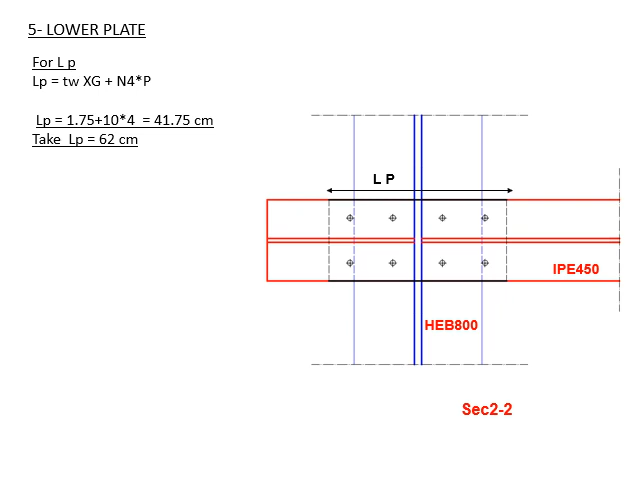 5- LOWER PLATE
For L p
Lp = tw XG + N4*P
Lp = 1.75+10*4 = 41.75 cm
Take Lp = 62 cm
L P
IPE450
HEB800
Sec2-2